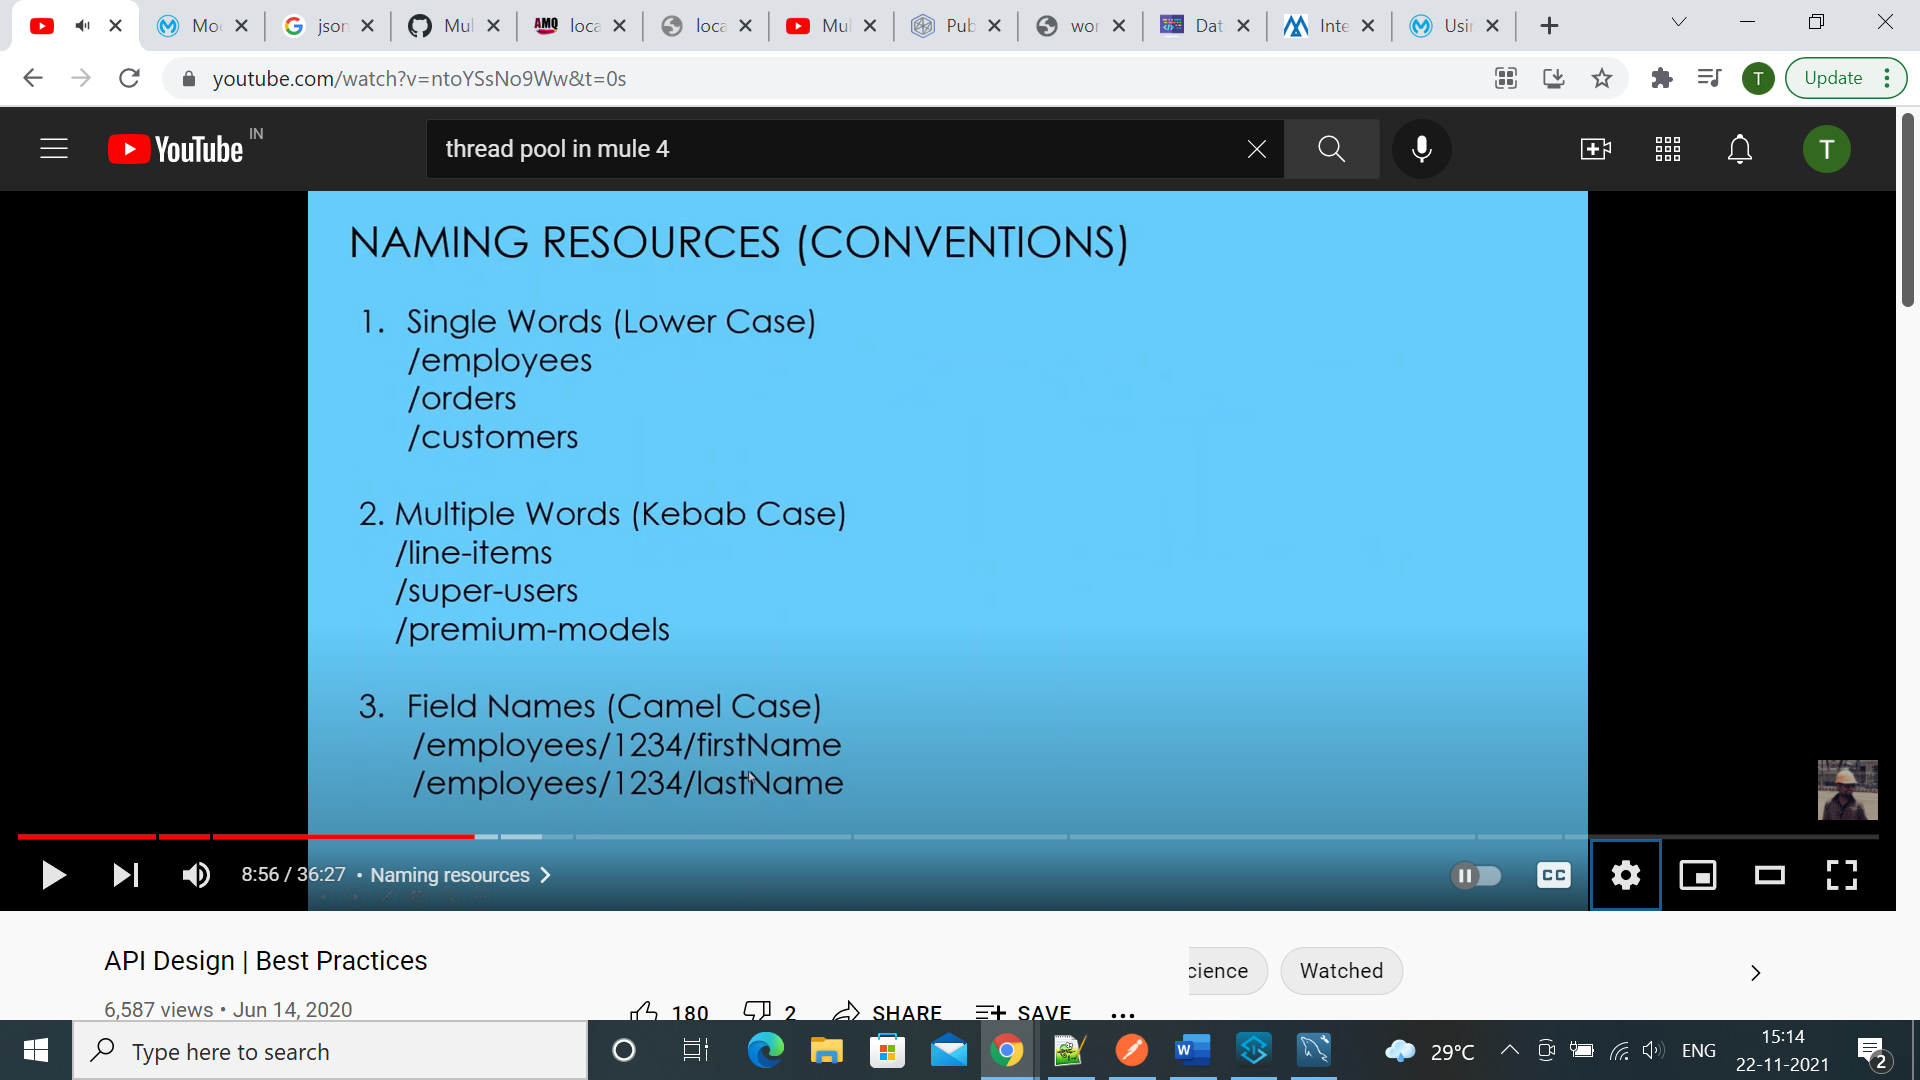 Mo
json
Mul
AMQ loca
loca
Mul
Pub
wor
Dat
Inte
Usir
youtube.com/watch?v=ntoYSsNo9Ww&t=0s
T
Update
YouTube IN
thread pool in mule 4
T
NAMING RESOURCES (CONVENTIONS)
1. Single Words (Lower Case)
/employees
/orders
/customers
2. Multiple Words (Kebab Case)
/line-items
/super-users
/premium-models
3. Field Names (Camel Case)
/employees/1234/firstName
/employees/1234/lastName
8:56 / 36:27 • Naming resources
CC
API Design | Best Practices
cience
Watched
6,587 views • Jun 14, 2020
180
2
SHARE
SAVE
Type here to search
W
29°C
ENG
15:14
22-11-2021
2